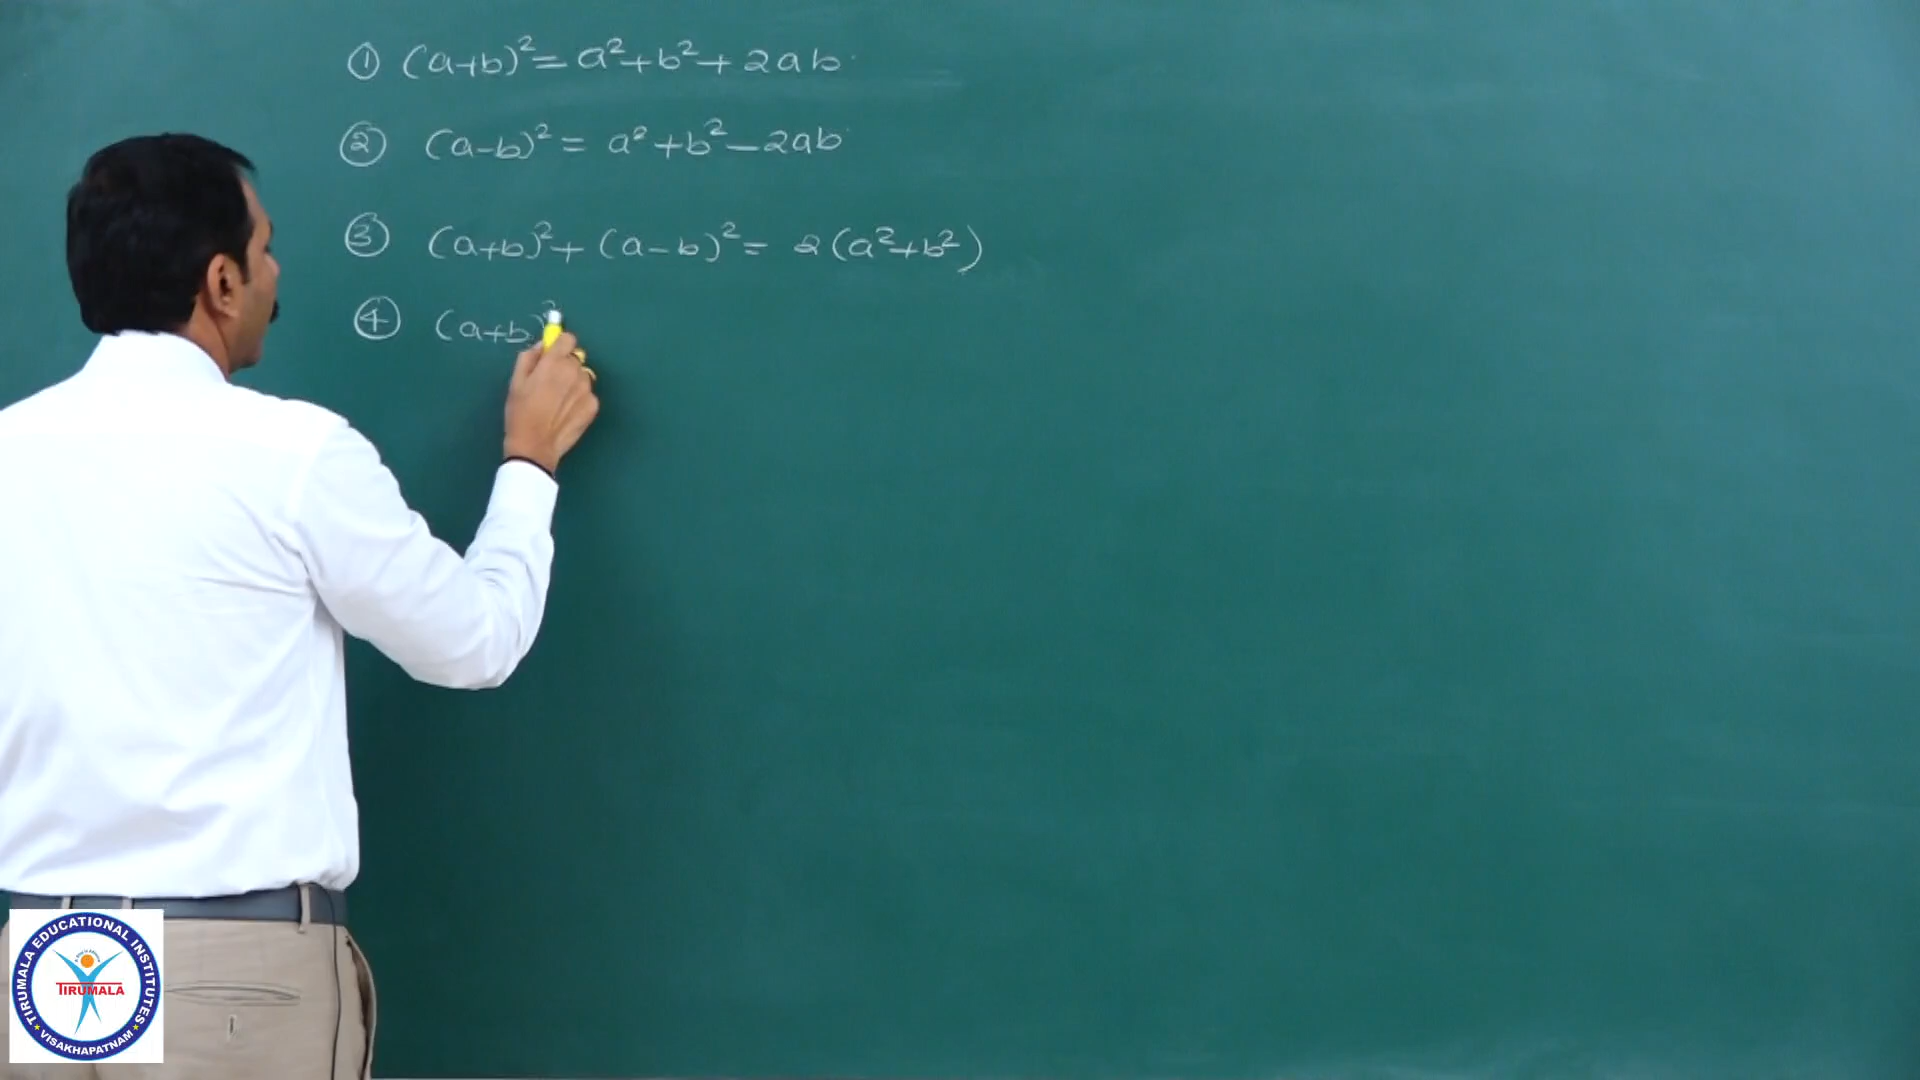 ① (a+b)² = a² + b² + 2ab
② (a-b)² = a² + b² - 2ab
③ (a+b)² + (a-b)² = 2(a²+b²)
④ (a+b)²
TIRUMALA EDUCATIONAL INSTITUTES
TIRUMALA
★ VISAKHAPATNAM ★